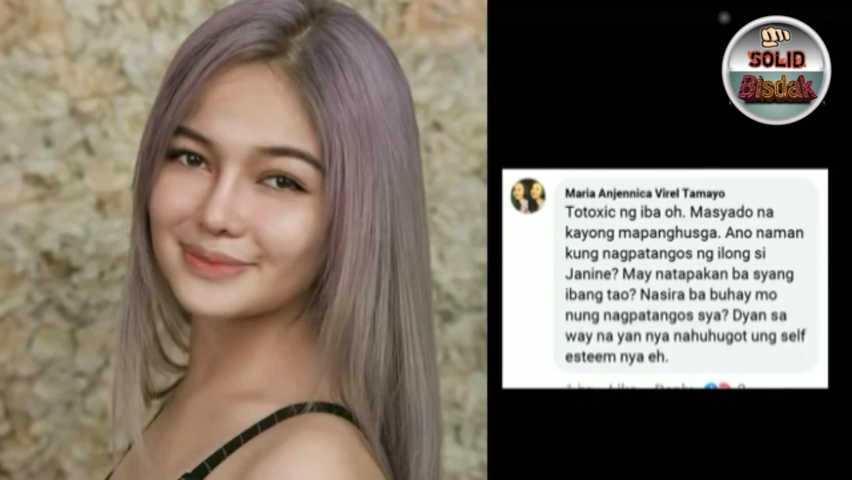 SOLID
Bisdak
Maria Anjennica Virel Tamayo
Totoxic ng iba oh. Masyado na
kayong mapanghusga. Ano naman
kung nagpatangos ng ilong si
Janine? May natapakan ba syang
ibang tao? Nasira ba buhay mo
nung nagpatangos sya? Dyan sa
way na yan nya nahuhugot ung self
esteem nya eh.